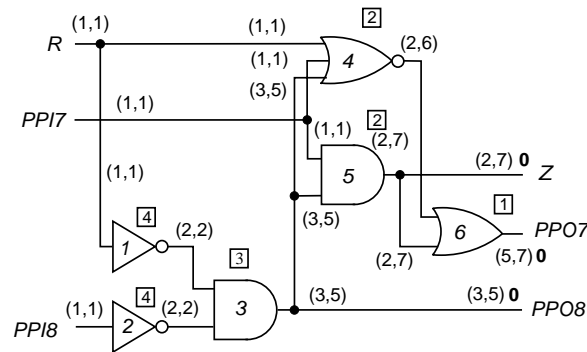 (1,1) (1,1) 2
R (2,6)
(1,1) 4
(3,5)
(1,1) 2
PPI7 (1,1) (2,7)
(1,1) 5 (2,7) 0
Z
4 (3,5) 1
1 (2,2) 6 PPO7
3 (2,7) (5,7) 0
4
(1,1) (2,2) 3 (3,5) (3,5) 0
PPI8 2 PPO8